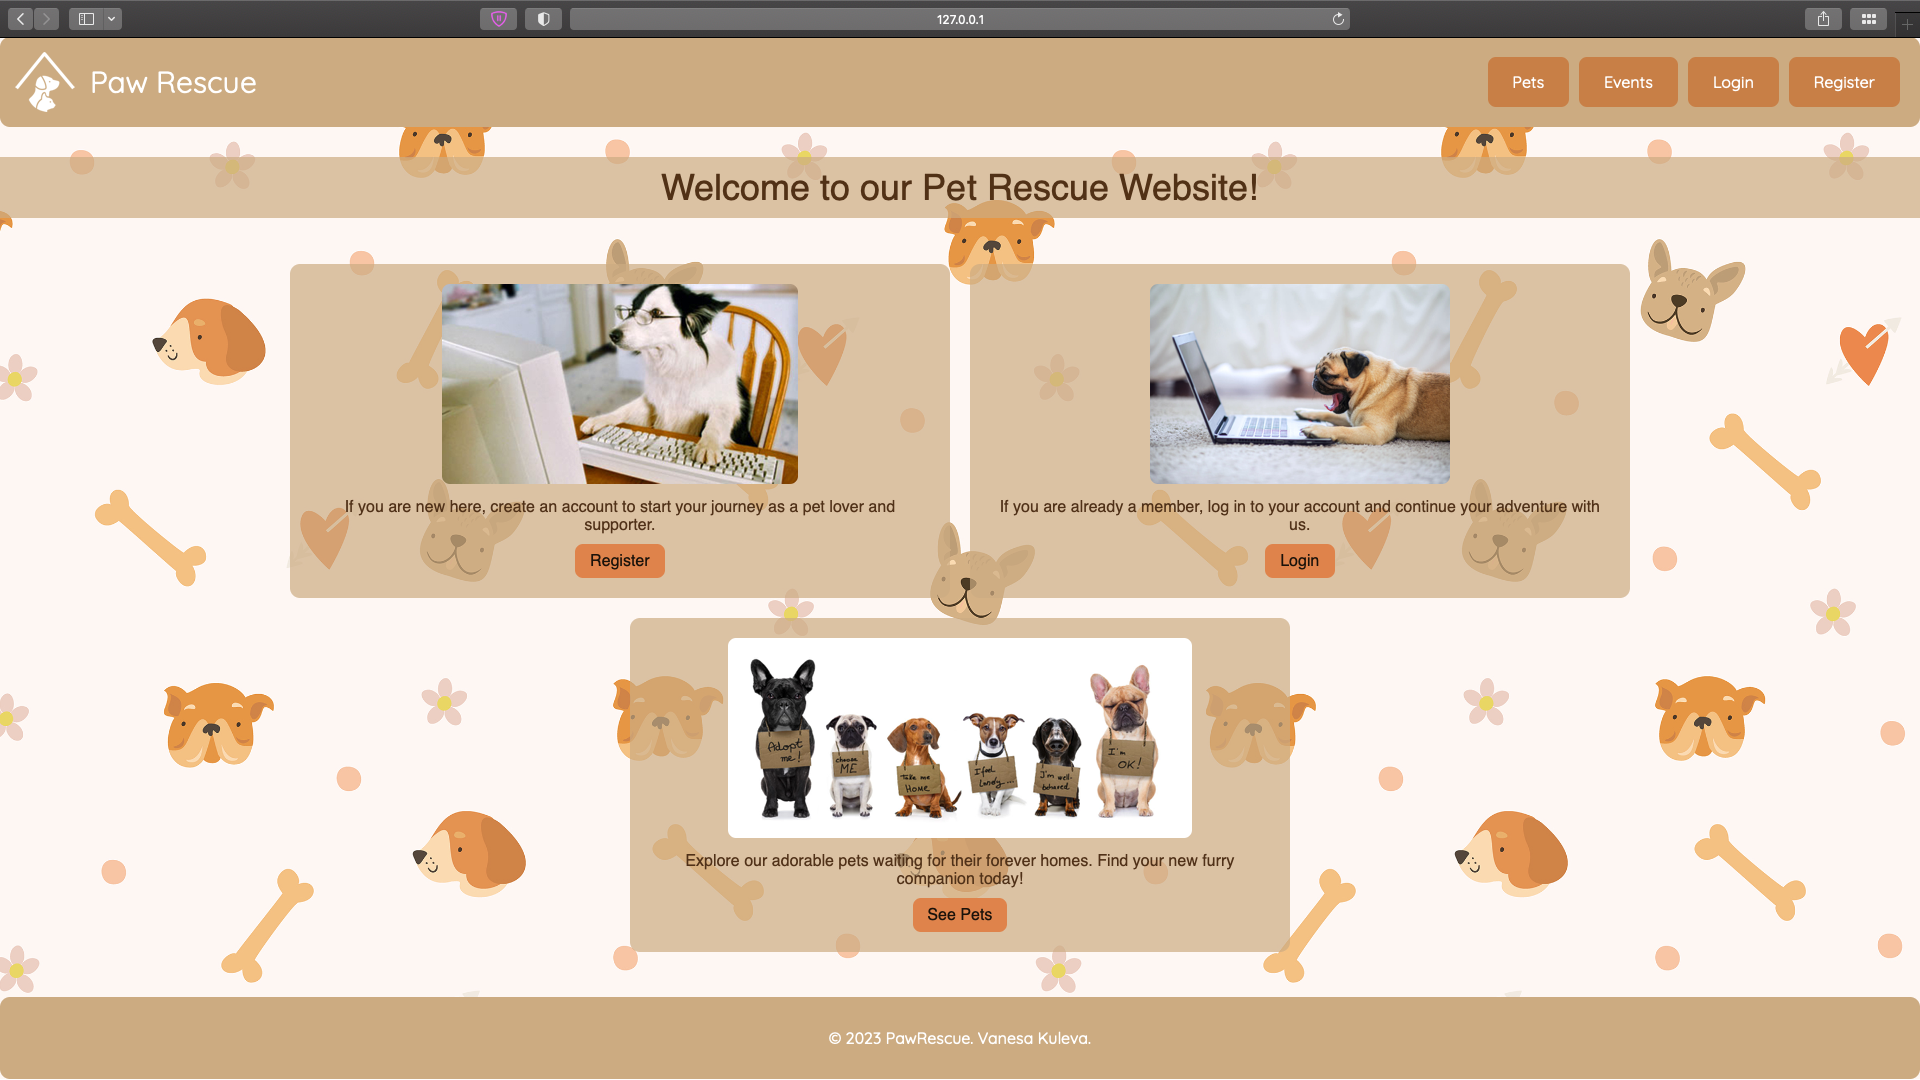 127.0.0.1
Paw Rescue
Pets
Events
Login
Register
Welcome to our Pet Rescue Website!
If you are new here, create an account to start your journey as a pet lover and
supporter.
Register
If you are already a member, log in to your account and continue your adventure with
us.
Login
Adopt
me!
choose
ME
Take me
HOME
I feel
lonely...
I'm well-
behaved
I'm
OK!
Explore our adorable pets waiting for their forever homes. Find your new furry
companion today!
See Pets
© 2023 PawRescue. Vanesa Kuleva.